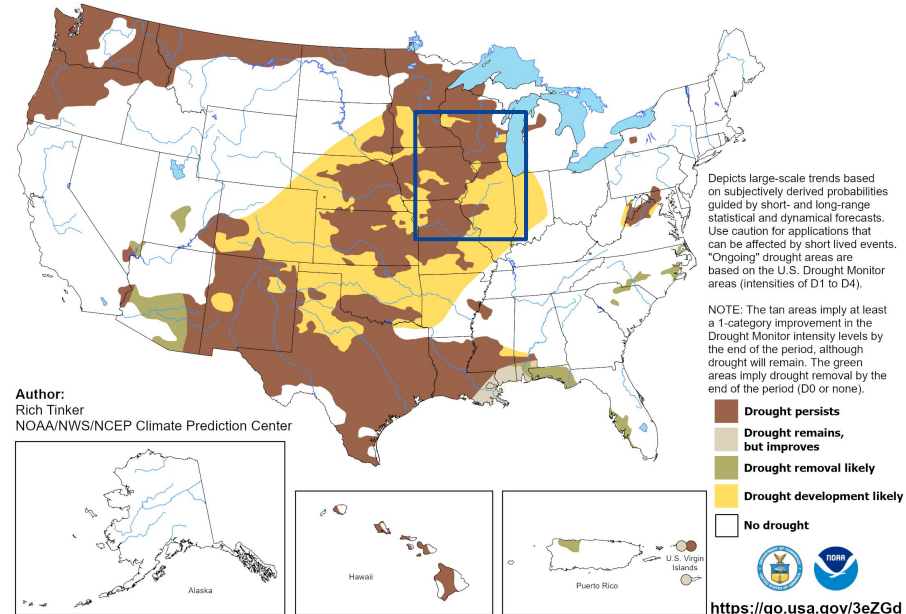 Depicts large-scale trends based
on subjectively derived probabilities
guided by short- and long-range
statistical and dynamical forecasts.
Use caution for applications that
can be affected by short lived events.
"Ongoing" drought areas are
based on the U.S. Drought Monitor
areas (intensities of D1 to D4).
NOTE: The tan areas imply at least
a 1-category improvement in the
Drought Monitor intensity levels by
the end of the period, although
drought will remain. The green
areas imply drought removal by the
end of the period (D0 or none).
Author:
Rich Tinker
NOAA/NWS/NCEP Climate Prediction Center
Drought persists
Drought remains,
but improves
Drought removal likely
Drought development likely
No drought
Alaska
Hawaii
Puerto Rico
U.S. Virgin
Islands
NOAA
https://go.usa.gov/3eZGd